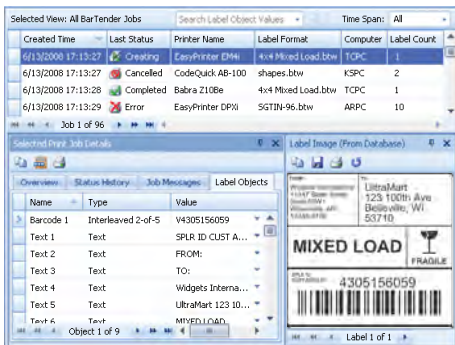 Selected View: All BarTender Jobs Search Label Object Values Time Span: All
Created Time Last Status Printer Name Label Format Computer Label Count
6/13/2008 17:13:27 Creating EasyPrinter EM4i 4x4 Mixed Load.btw TCPC 1
6/13/2008 17:13:27 Cancelled CodeQuick AB-100 shapes.btw KSPC 2
6/13/2008 17:13:28 Completed Babra Z10Be 4x4 Mixed Load.btw TCPC 1
6/13/2008 17:13:29 Error EasyPrinter DPXi SGTIN-96.btw ARPC 10
Job 1 of 96
Selected Print Job Details
Overview Status History Job Messages Label Objects
Name Type Value
Barcode 1 Interleaved 2-of-5 V4305156059
Text 1 Text SPLR ID CUST A...
Text 2 Text FROM:
Text 3 Text TO:
Text 4 Text Widgets Interna...
Text 5 Text UltraMart 123 10...
Text 6 Text MIXED LOAD
Object 1 of 9
Label Image (From Database)
UltraMart
123 100th Ave
Belleville, WI
53710
MIXED LOAD
FRAGILE
4305156059
Label 1 of 1